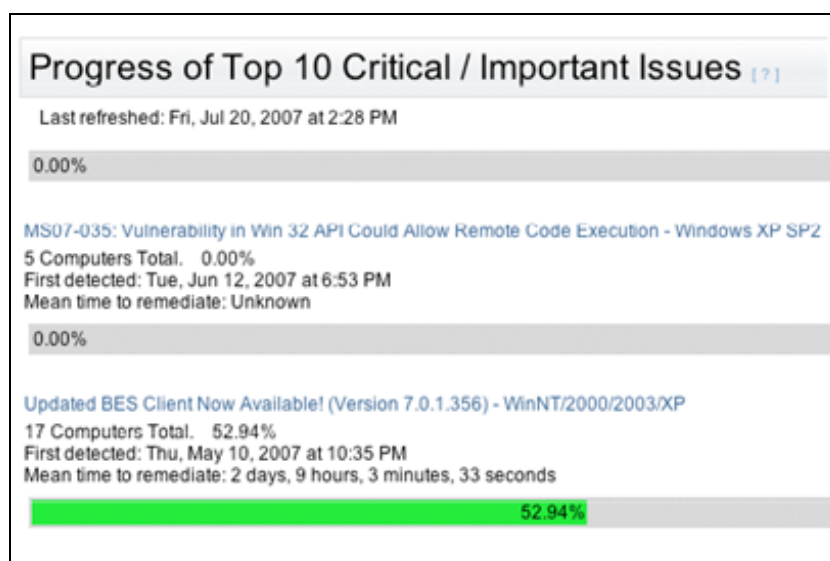 Progress of Top 10 Critical / Important Issues [?]
Last refreshed: Fri, Jul 20, 2007 at 2:28 PM
0.00%
MS07-035: Vulnerability in Win 32 API Could Allow Remote Code Execution - Windows XP SP2
5 Computers Total. 0.00%
First detected: Tue, Jun 12, 2007 at 6:53 PM
Mean time to remediate: Unknown
0.00%
Updated BES Client Now Available! (Version 7.0.1.356) - WinNT/2000/2003/XP
17 Computers Total. 52.94%
First detected: Thu, May 10, 2007 at 10:35 PM
Mean time to remediate: 2 days, 9 hours, 3 minutes, 33 seconds
52.94%